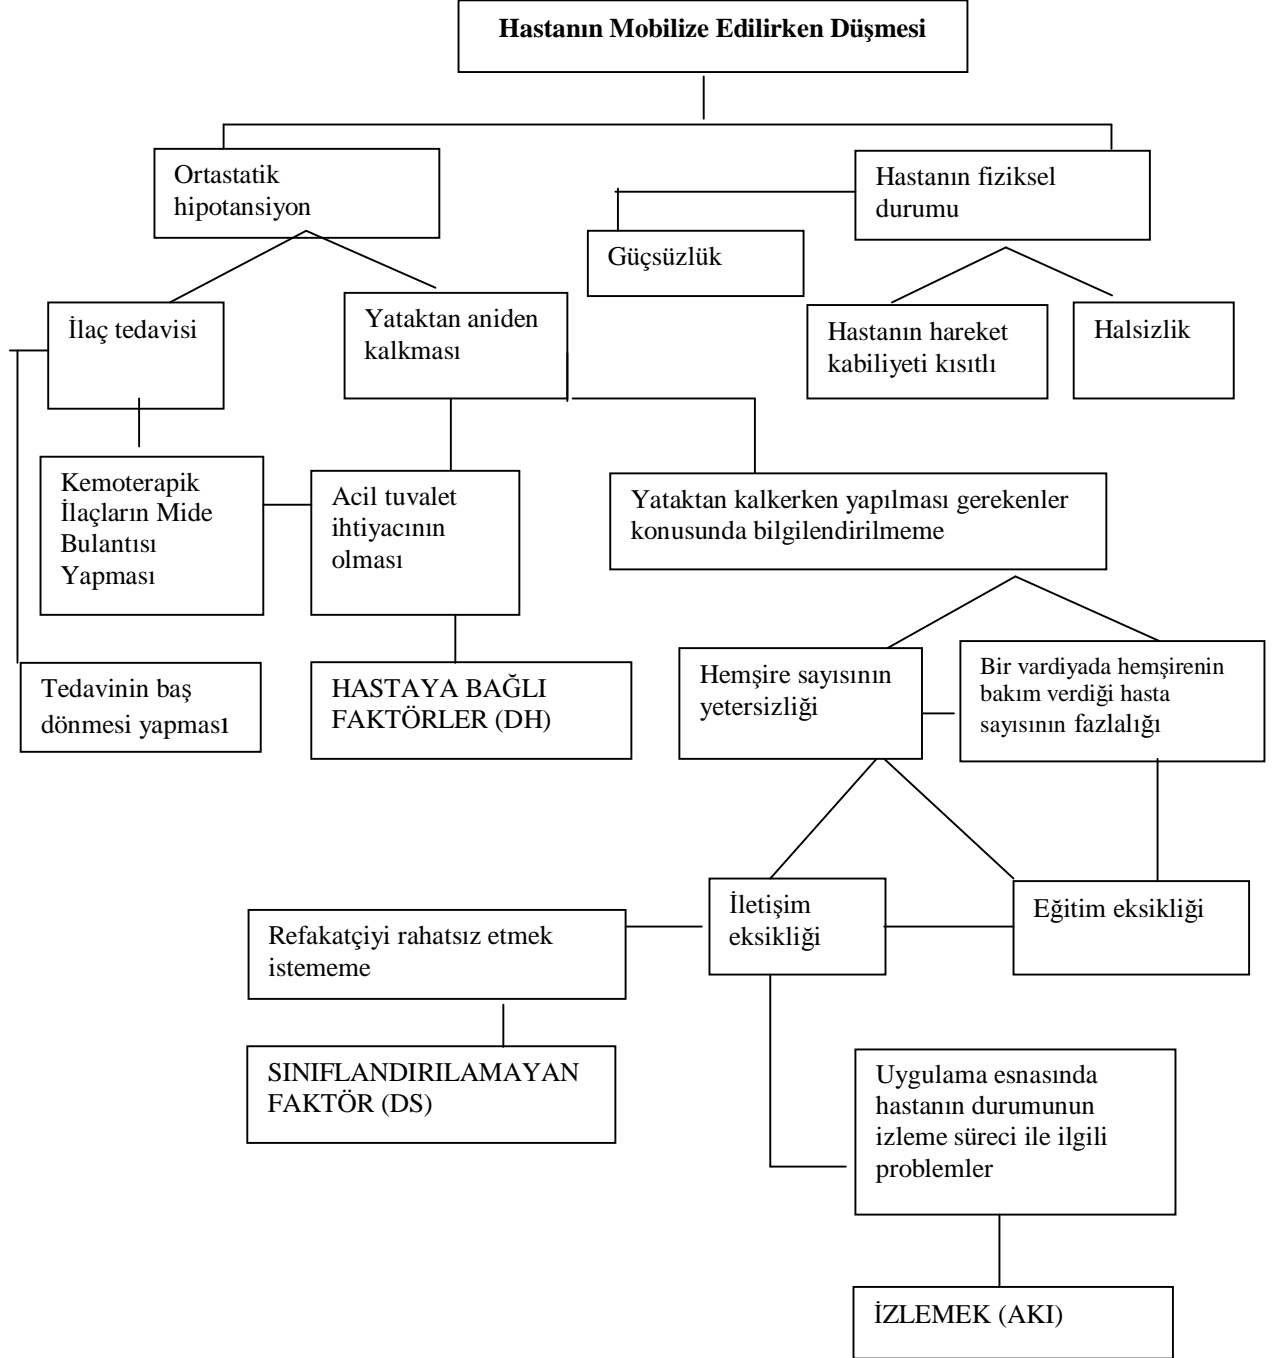 Hastanın Mobilize Edilirken Düşmesi
Ortastatik
hipotansiyon
Hastanın fiziksel
durumu
Güçsüzlük
İlaç tedavisi
Yataktan aniden
kalkması
Hastanın hareket
kabiliyeti kısıtlı
Halsizlik
Kemoterapik
İlaçların Mide
Bulantısı
Yapması
Acil tuvalet
ihtiyacının
olması
Yataktan kalkerken yapılması gerekenler
konusunda bilgilendirilmeme
Tedavinin baş
dönmesi yapması
HASTAYA BAĞLI
FAKTÖRLER (DH)
Hemşire sayısının
yetersizliği
Bir vardiyada hemşirenin
bakım verdiği hasta
sayısının fazlalığı
Refakatçiyi rahatsız etmek
istememe
İletişim
eksikliği
Eğitim eksikliği
SINIFLANDIRILAMAYAN
FAKTÖR (DS)
Uygulama esnasında
hastanın durumunun
izleme süreci ile ilgili
problemler
İZLEMEK (AKI)